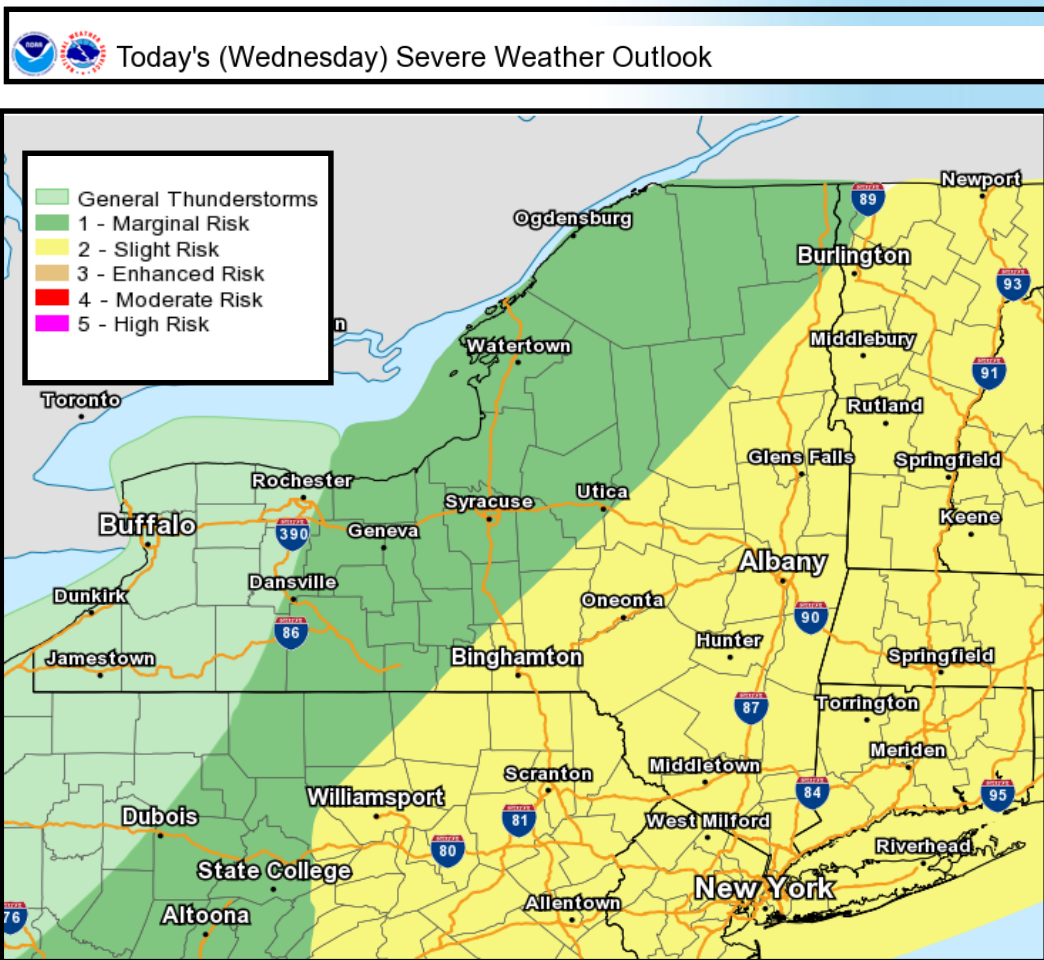 Today's (Wednesday) Severe Weather Outlook
NOAA
General Thunderstorms
1 - Marginal Risk
2 - Slight Risk
3 - Enhanced Risk
4 - Moderate Risk
5 - High Risk
Newport
89
Ogdensburg
Burlington
93
n
Watertown
Middlebury
91
Toronto
Rutland
Glens Falls
Springfield
Rochester
Syracuse
Utica
Buffalo
390
Geneva
Keene
Albany
Dansville
Dunkirk
Oneonta
90
86
Hunter
Jamestown
Binghamton
Springfield
87
Torrington
Meriden
Middletown
Scranton
84
95
Williamsport
Dubois
81
West Milford
80
Riverhead
State College
New York
76
Altoona
Allentown